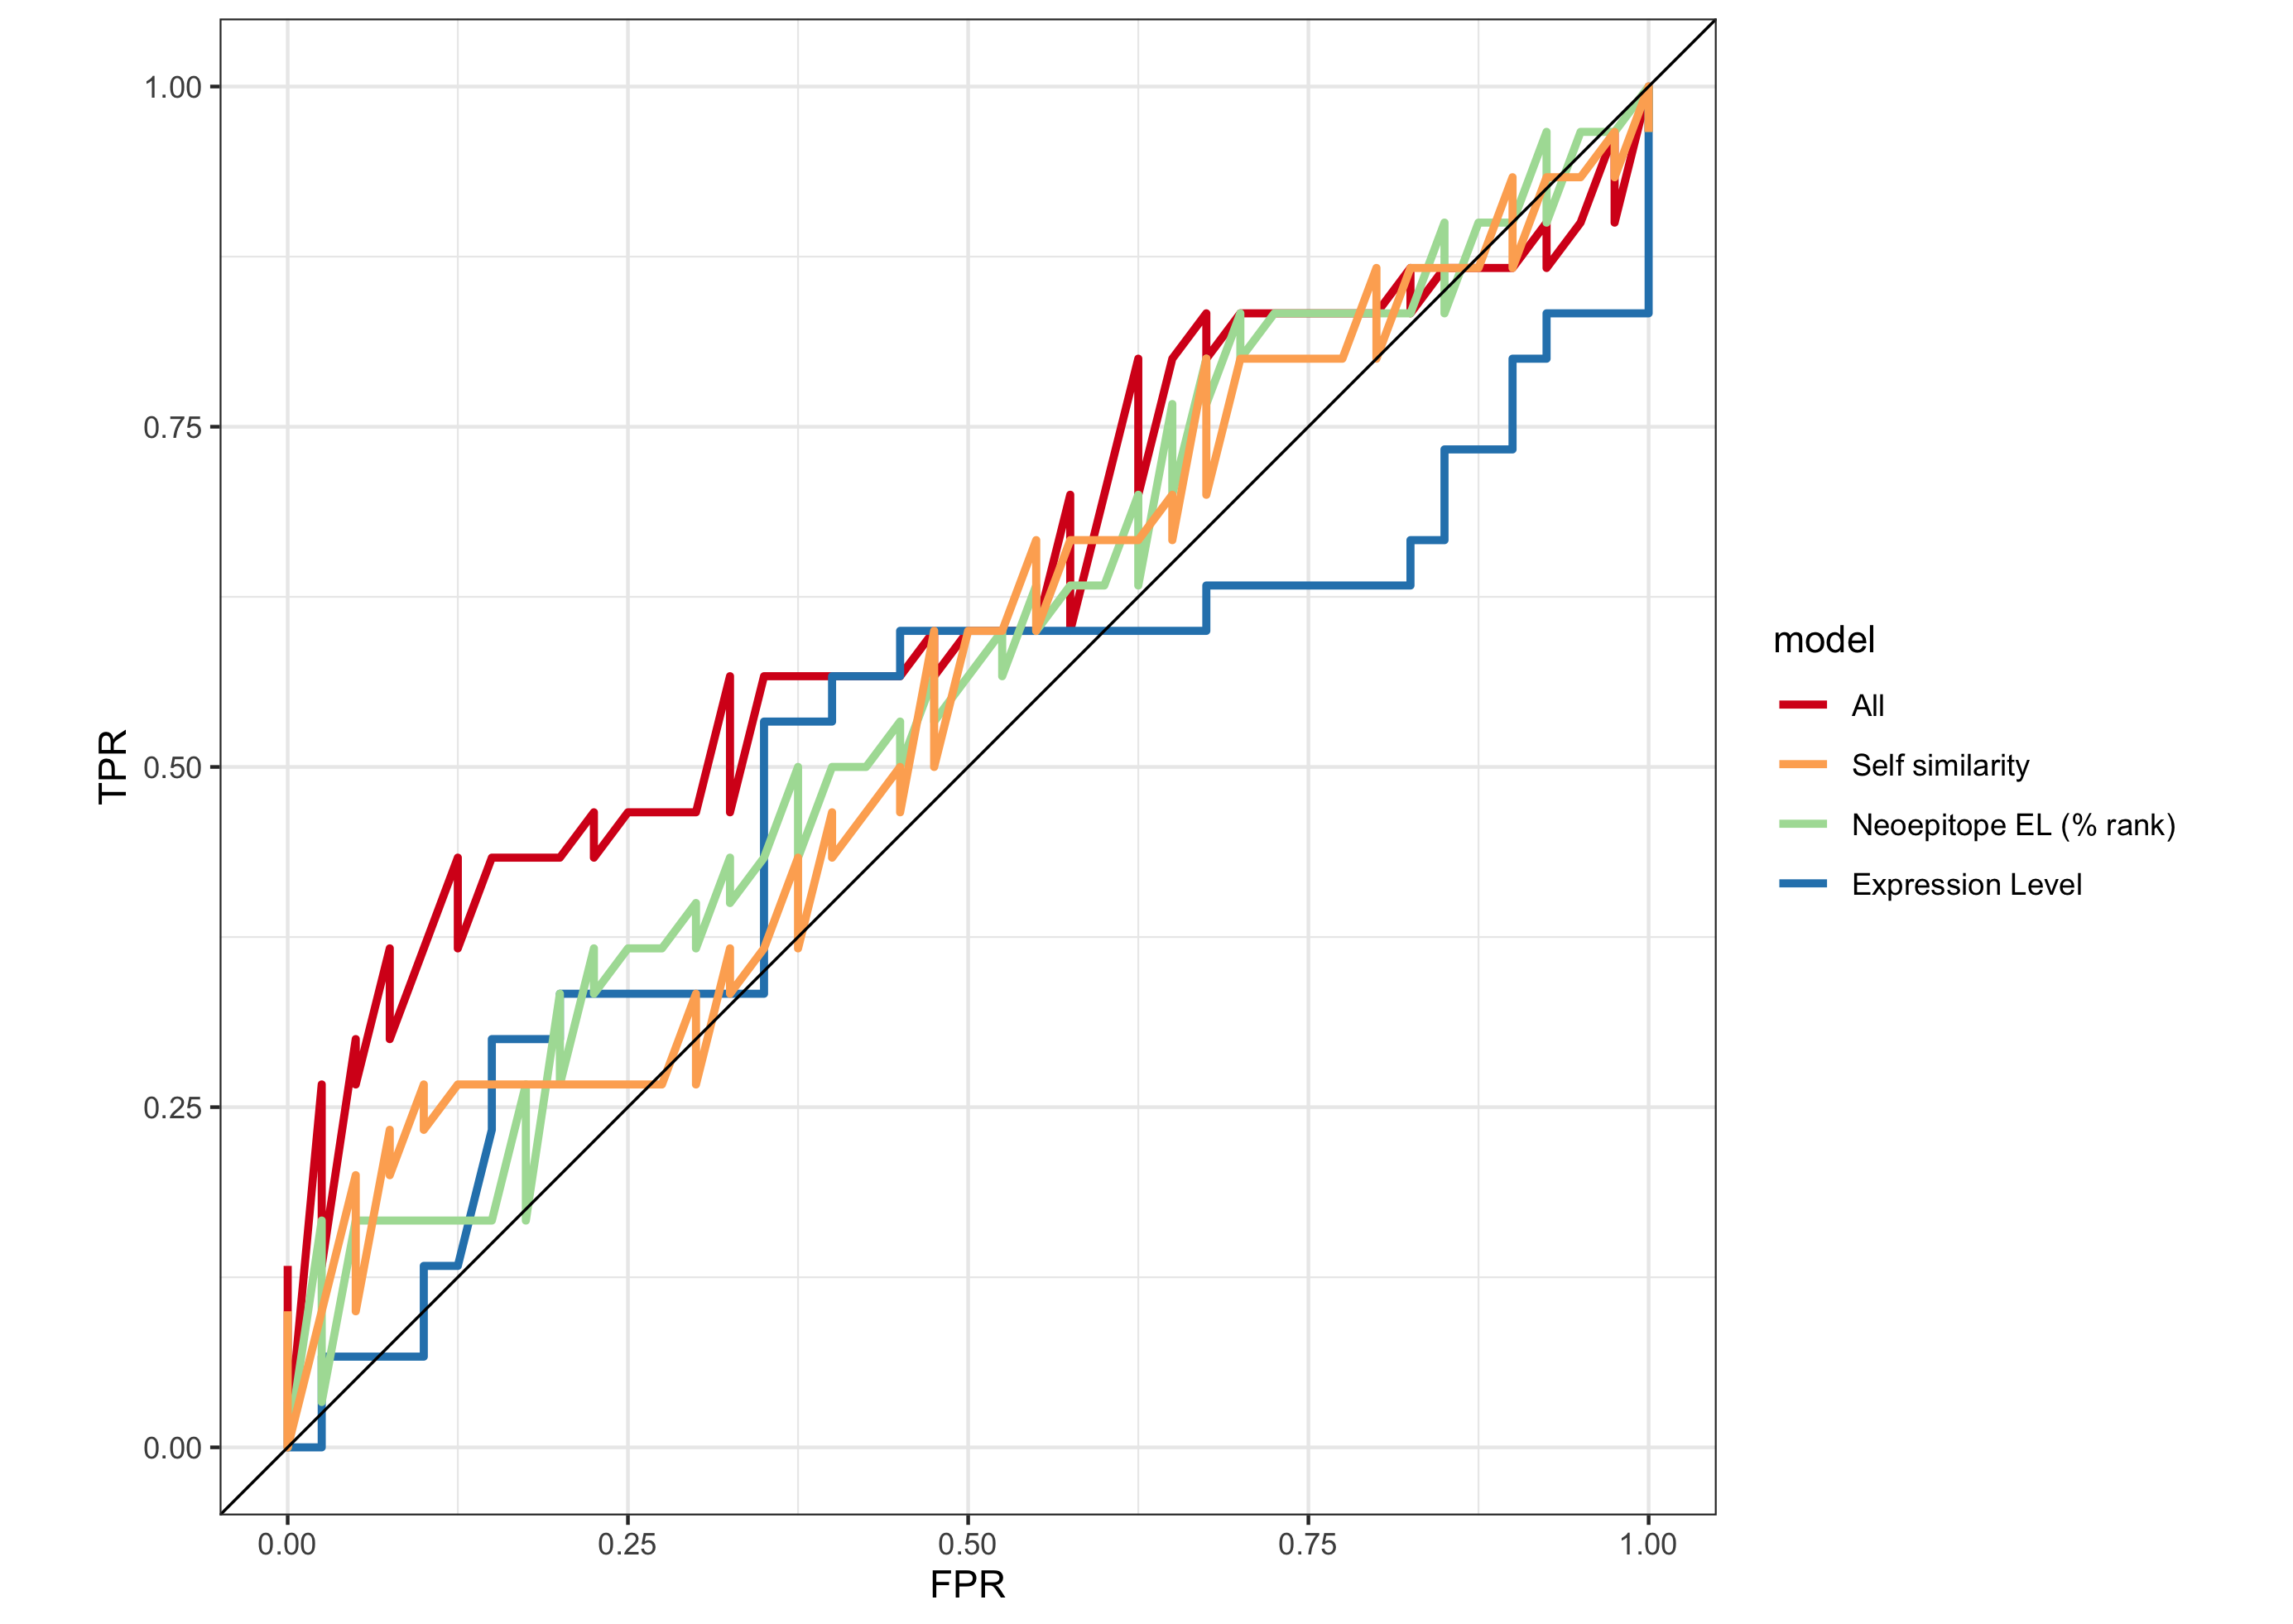 1.00
0.75
0.50
0.25
0.00
TPR
0.00 0.25 0.50 0.75 1.00
FPR
model
All
Self similarity
Neoepitope EL (% rank)
Expression Level